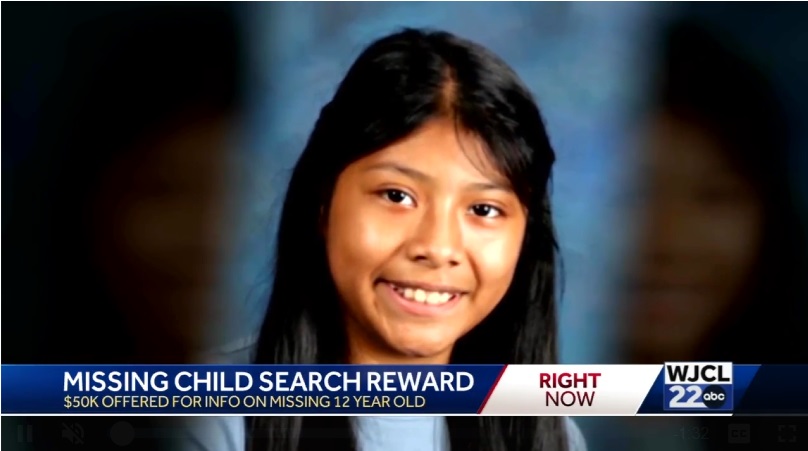 MISSING CHILD SEARCH REWARD
$50K OFFERED FOR INFO ON MISSING 12 YEAR OLD
RIGHT
NOW
WJCL
22 abc